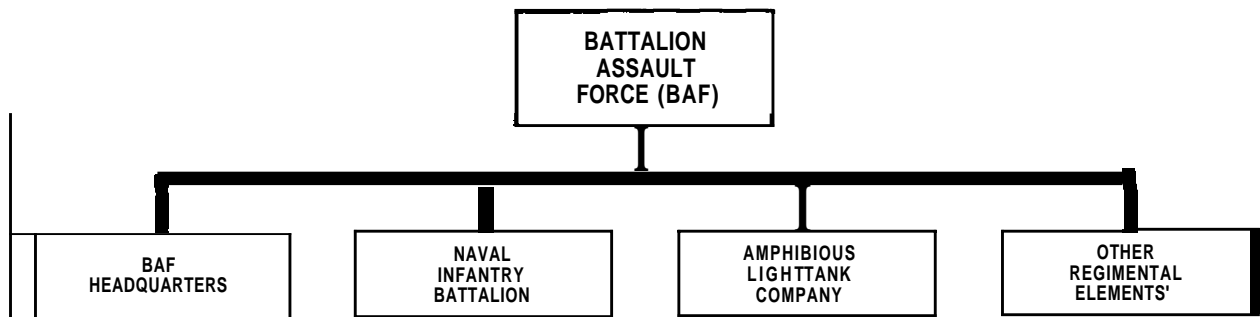 BATTALION
ASSAULT
FORCE (BAF)
BAF
HEADQUARTERS
NAVAL
INFANTRY
BATTALION
AMPHIBIOUS
LIGHTTANK
COMPANY
OTHER
REGIMENTAL
ELEMENTS'